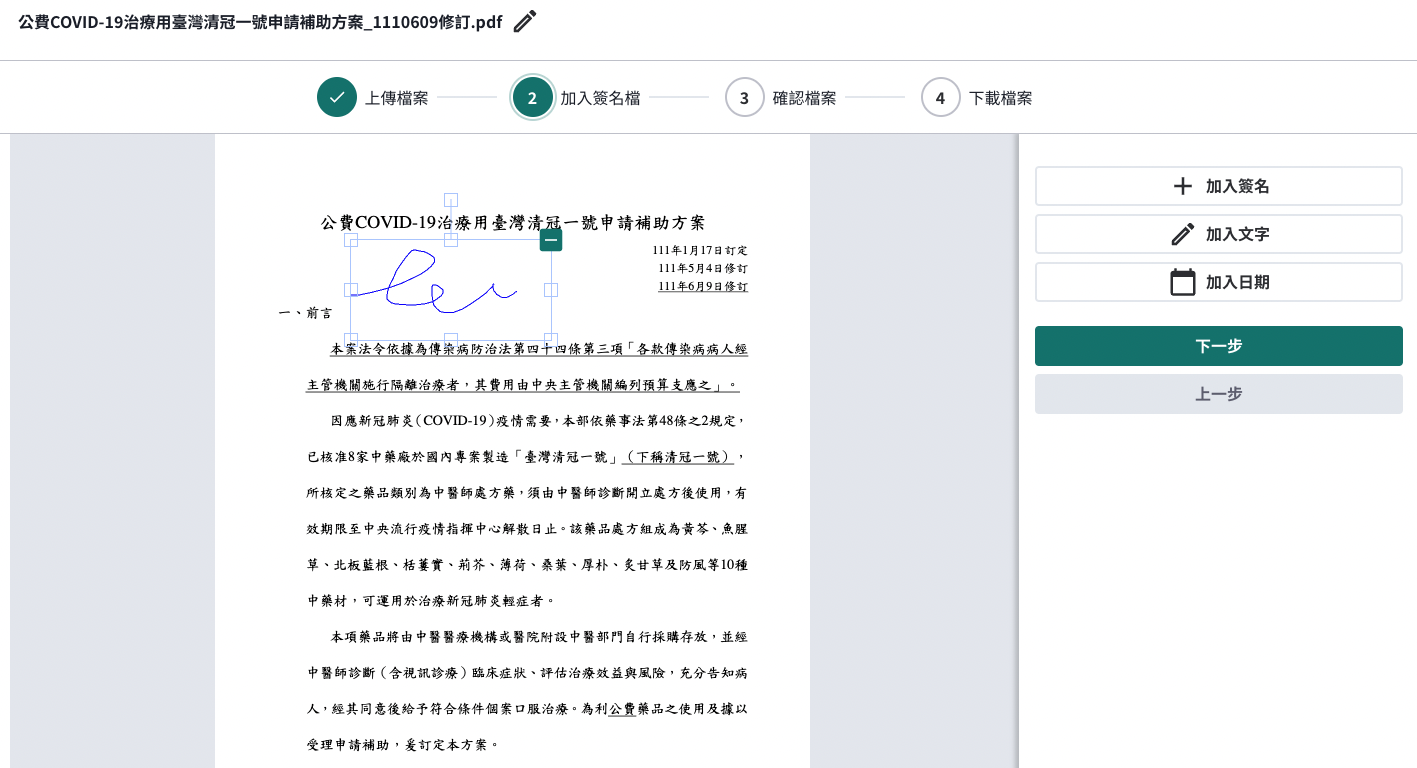 公費COVID-19治療用臺灣清冠一號申請補助方案_1110609修訂.pdf
上傳檔案
2 加入簽名檔
3 確認檔案
4 下載檔案
公費COVID-19治療用臺灣清冠一號申請補助方案
111年1月17日訂定
111年5月4日修訂
111年6月9日修訂
一、前言
本案法令依據為傳染病防治法第四十四條第三項「各款傳染病病人經
主管機關施行隔離治療者，其費用由中央主管機關編列預算支應之」。
因應新冠肺炎(COVID-19)疫情需要，本部依藥事法第48條之2規定，
已核准8家中藥廠於國內專案製造「臺灣清冠一號」（下稱清冠一號），
所核定之藥品類別為中醫師處方藥，須由中醫師診斷開立處方後使用，有
效期限至中央流行疫情指揮中心解散日止。該藥品處方組成為黃芩、魚腥
草、北板藍根、栝蔞實、荊芥、薄荷、桑葉、厚朴、炙甘草及防風等10種
中藥材，可運用於治療新冠肺炎輕症者。
本項藥品將由中醫醫療機構或醫院附設中醫部門自行採購存放，並經
中醫師診斷（含視訊診療）臨床症狀、評估治療效益與風險，充分告知病
人，經其同意後給予符合條件個案口服治療。為利公費藥品之使用及據以
受理申請補助，爰訂定本方案。
加入簽名
加入文字
加入日期
下一步
上一步